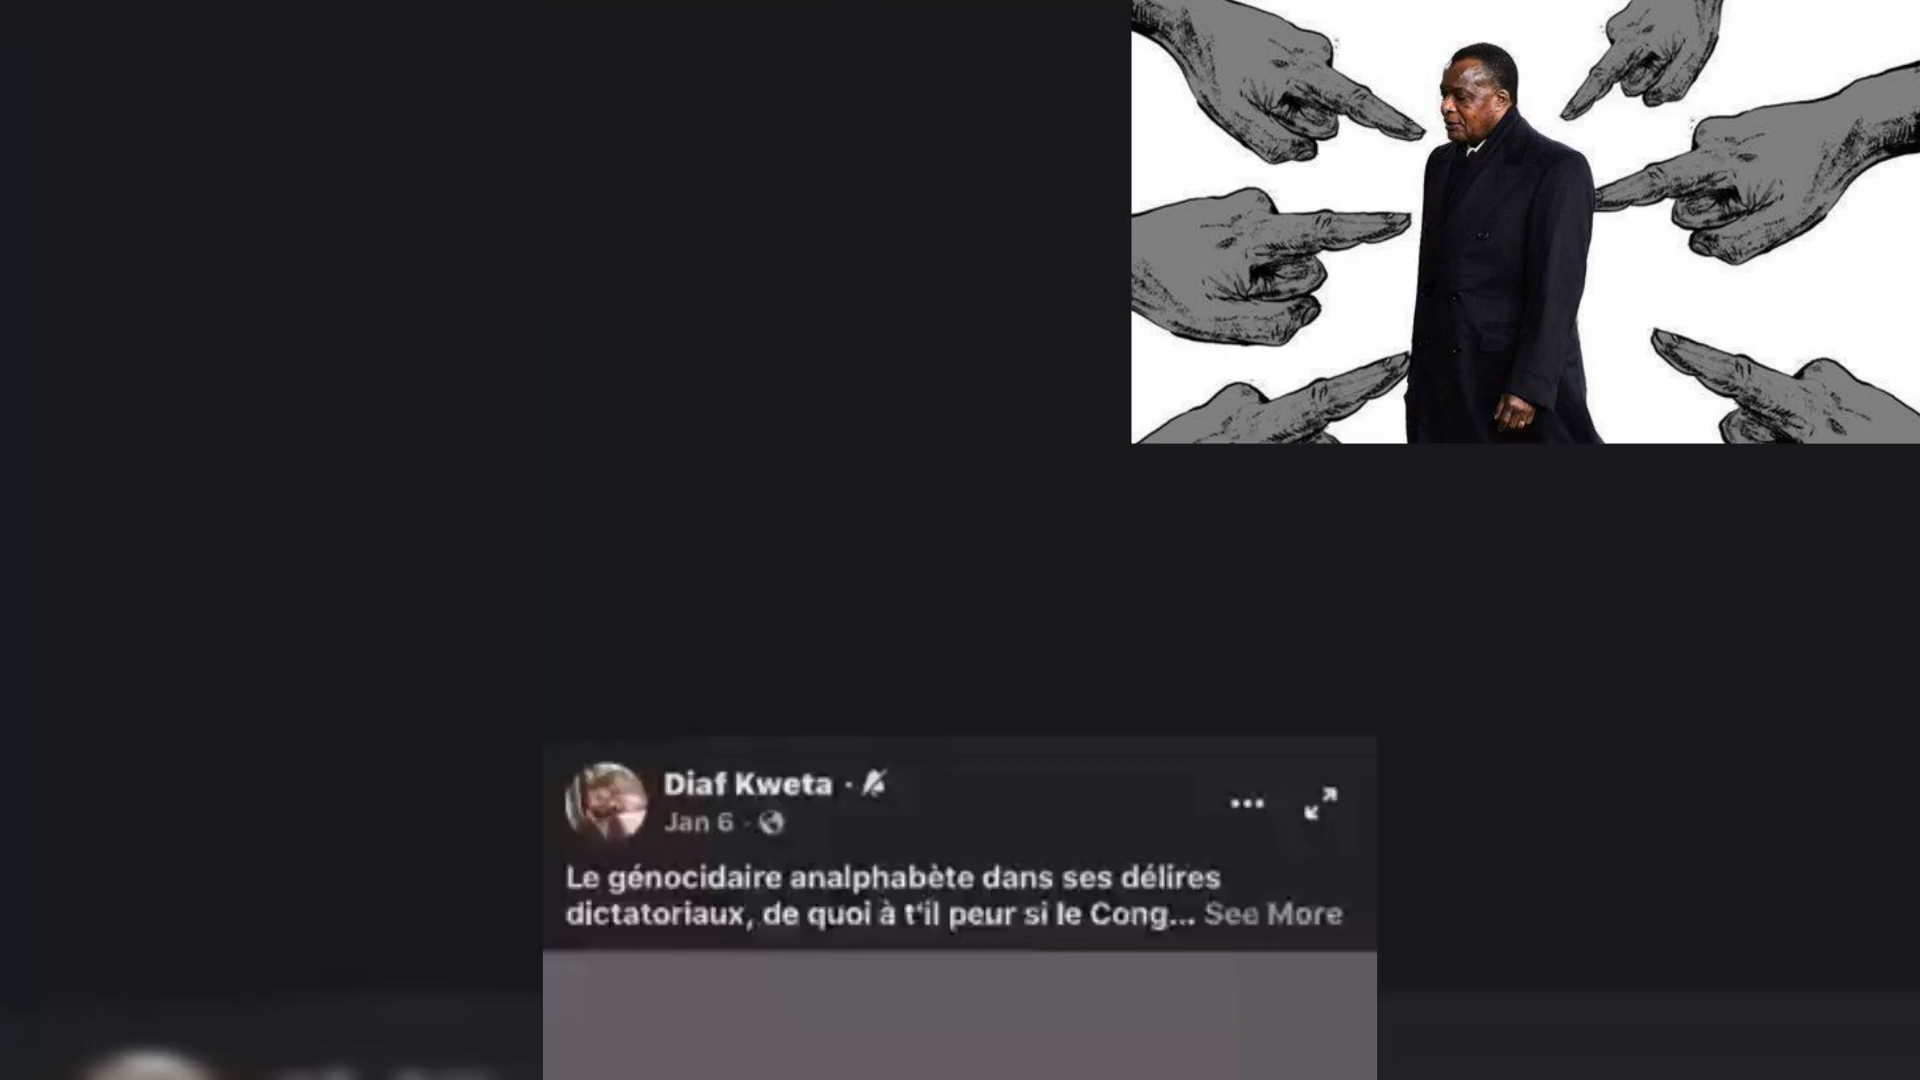 Diaf Kweta ·
Jan 6 ·
Le génocidaire analphabète dans ses délires
dictatoriaux, de quoi à t'il peur si le Cong... See More